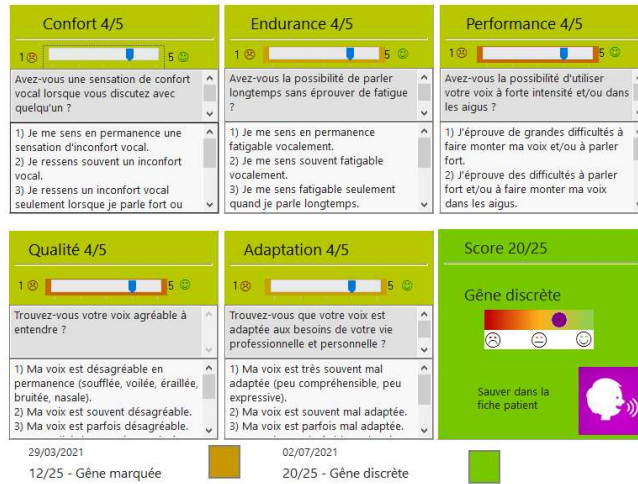 Confort 4/5
1 5
Avez-vous une sensation de confort
vocal lorsque vous discutez avec
quelqu'un ?
1) Je me sens en permanence une
sensation d'inconfort vocal.
2) Je ressens souvent un inconfort
vocal.
3) Je ressens un inconfort vocal
seulement lorsque je parle fort ou
Endurance 4/5
1 5
Avez-vous la possibilité de parler
longtemps sans éprouver de fatigue
?
1) Je me sens en permanence
fatigable vocalement.
2) Je me sens souvent fatigable
vocalement.
3) Je me sens fatigable seulement
quand je parle longtemps.
Performance 4/5
1 5
Avez-vous la possibilité d'utiliser
votre voix à forte intensité et/ou dans
les aigus ?
1) J'éprouve de grandes difficultés à
faire monter ma voix et/ou à parler
fort.
2) J'éprouve des difficultés à parler
fort et/ou à faire monter ma voix
dans les aigus.
Qualité 4/5
1 5
Trouvez-vous votre voix agréable à
entendre ?
1) Ma voix est désagréable en
permanence (soufflée, voilée, éraillée,
bruitée, nasale).
2) Ma voix est souvent désagréable.
3) Ma voix est parfois désagréable.
Adaptation 4/5
1 5
Trouvez-vous que votre voix est
adaptée aux besoins de votre vie
professionnelle et personnelle ?
1) Ma voix est très souvent mal
adaptée (peu compréhensible, peu
expressive).
2) Ma voix est souvent mal adaptée.
3) Ma voix est parfois mal adaptée.
Score 20/25
Gêne discrète
Sauver dans la
fiche patient
29/03/2021
12/25 - Gêne marquée
02/07/2021
20/25 - Gêne discrète